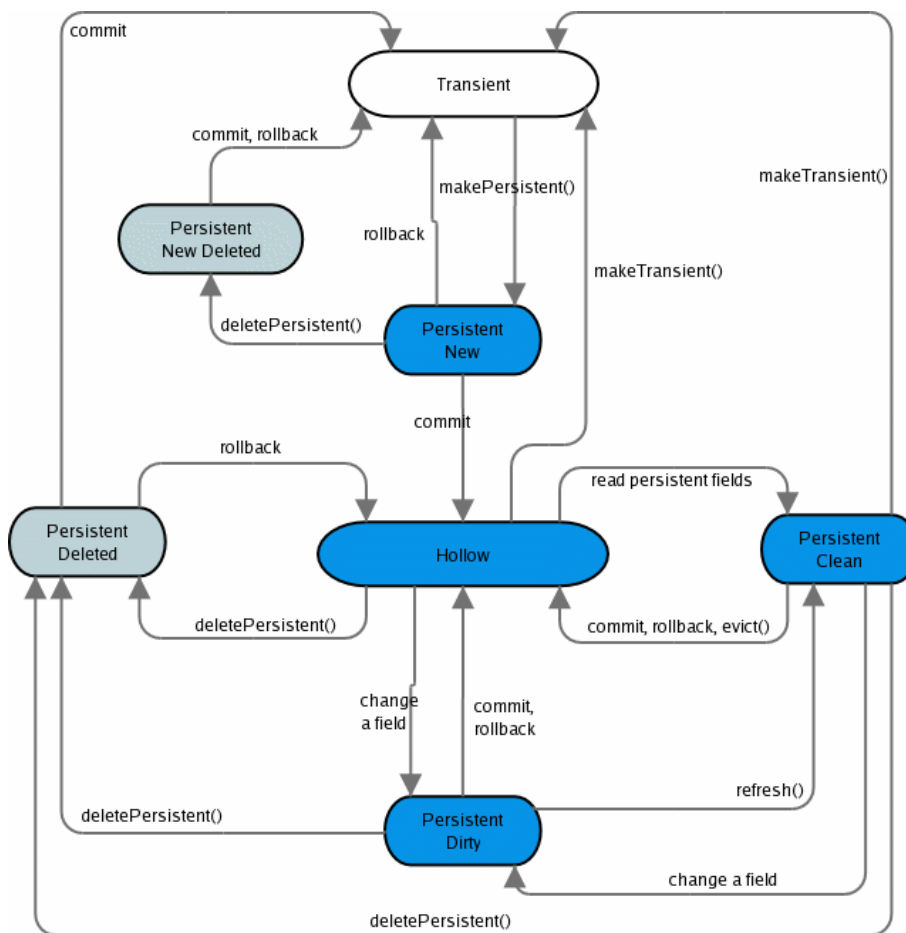 commit
Transient
commit, rollback
makePersistent()
makeTransient()
Persistent
New Deleted
rollback
makeTransient()
deletePersistent()
Persistent
New
commit
rollback
read persistent fields
Persistent
Deleted
Hollow
Persistent
Clean
deletePersistent()
commit, rollback, evict()
change
a field
commit,
rollback
refresh()
deletePersistent()
Persistent
Dirty
change a field
deletePersistent()